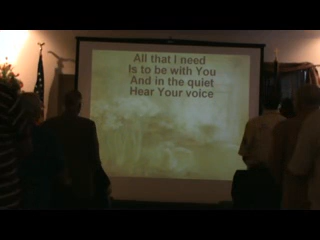 All that I need
Is to be with You
And in the quiet
Hear Your voice